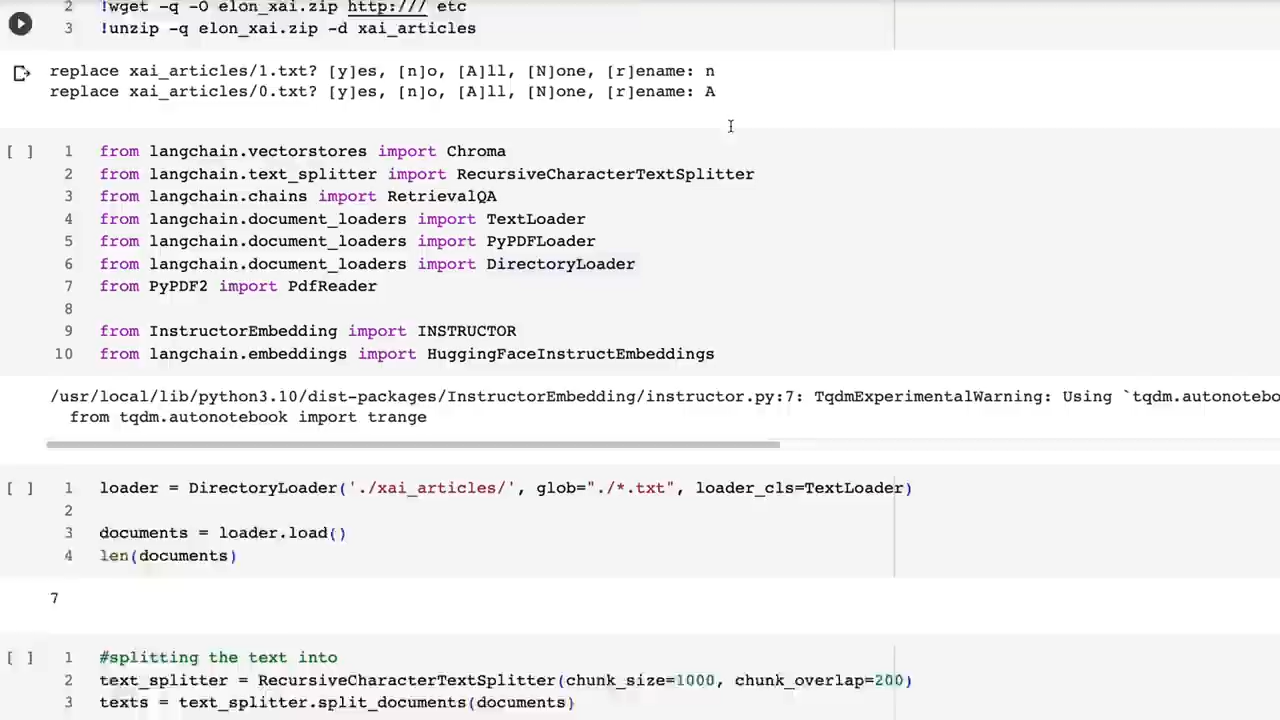 2 !wget -q -O elon_xai.zip http:/// etc
3 !unzip -q elon_xai.zip -d xai_articles
replace xai_articles/1.txt? [y]es, [n]o, [A]ll, [N]one, [r]ename: n
replace xai_articles/0.txt? [y]es, [n]o, [A]ll, [N]one, [r]ename: A
[ ] 1 from langchain.vectorstores import Chroma
2 from langchain.text_splitter import RecursiveCharacterTextSplitter
3 from langchain.chains import RetrievalQA
4 from langchain.document_loaders import TextLoader
5 from langchain.document_loaders import PyPDFLoader
6 from langchain.document_loaders import DirectoryLoader
7 from PyPDF2 import PdfReader
8
9 from InstructorEmbedding import INSTRUCTOR
10 from langchain.embeddings import HuggingFaceInstructEmbeddings
/usr/local/lib/python3.10/dist-packages/InstructorEmbedding/instructor.py:7: TqdmExperimentalWarning: Using `tqdm.autonotebo
from tqdm.autonotebook import trange
[ ] 1 loader = DirectoryLoader('./xai_articles/', glob="./*.txt", loader_cls=TextLoader)
2
3 documents = loader.load()
4 len(documents)
7
[ ] 1 #splitting the text into
2 text_splitter = RecursiveCharacterTextSplitter(chunk_size=1000, chunk_overlap=200)
3 texts = text_splitter.split_documents(documents)